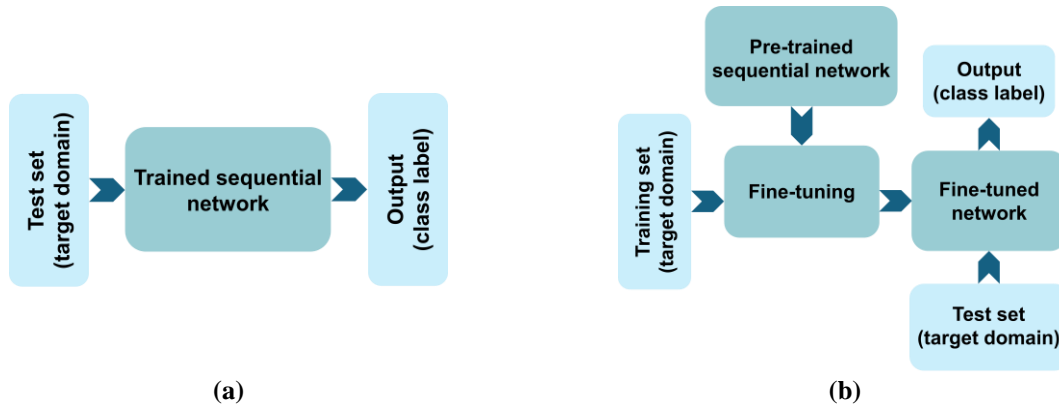 Test set
(target domain)
Trained sequential
network
Output
(class label)
(a)
Pre-trained
sequential network
Training set
(target domain)
Fine-tuning
Output
(class label)
Fine-tuned
network
Test set
(target domain)
(b)